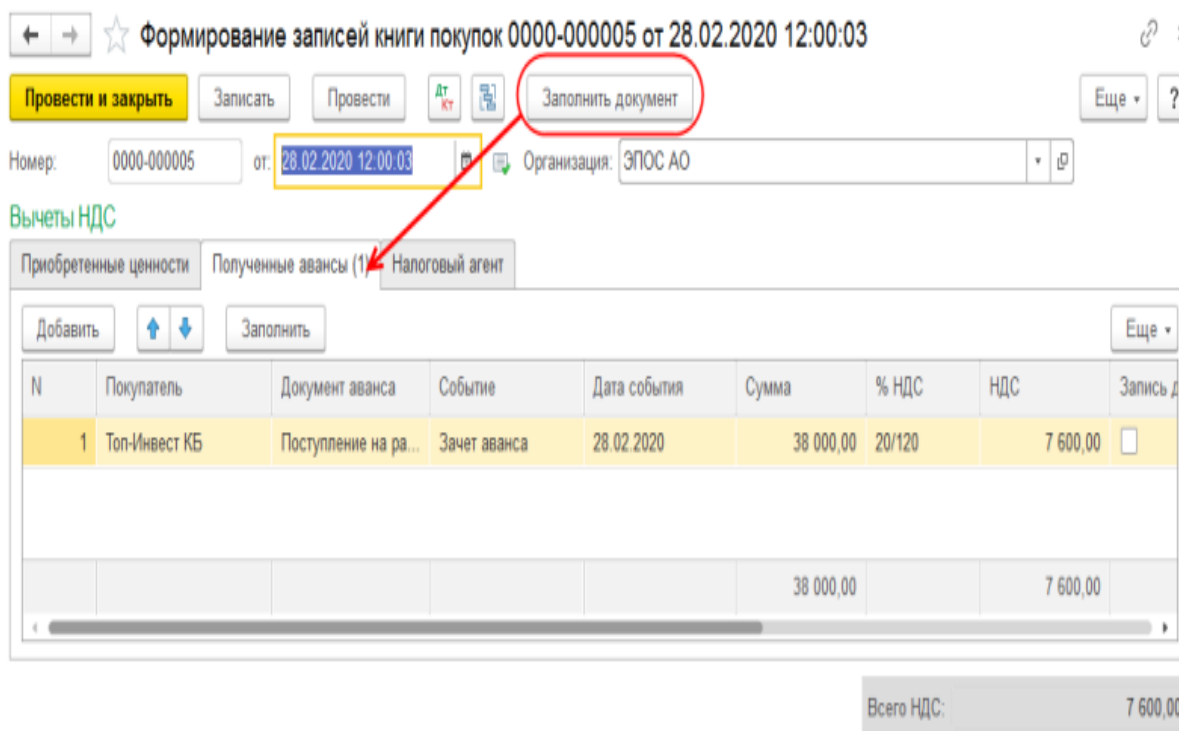 Формирование записей книги покупок 0000-000005 от 28.02.2020 12:00:03
Провести и закрыть Записать Провести Дт Кт Заполнить документ Еще ?
Номер: 0000-000005 от: 28.02.2020 12:00:03 Организация: ЭПОС АО
Вычеты НДС
Приобретенные ценности Полученные авансы (1) Налоговый агент
Добавить Заполнить Еще
N Покупатель Документ аванса Событие Дата события Сумма % НДС НДС Запись д
1 Топ-Инвест КБ Поступление на ра... Зачет аванса 28.02.2020 38 000,00 20/120 7 600,00
38 000,00 7 600,00
Всего НДС: 7 600,00